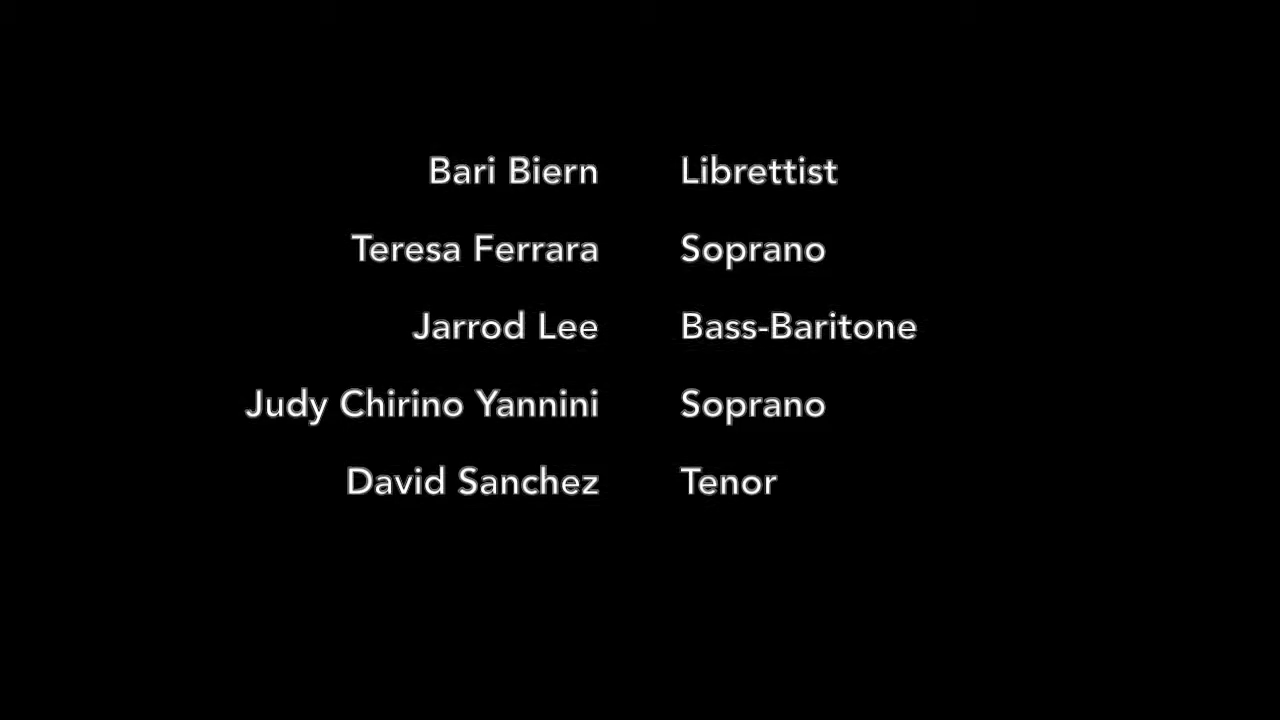 Bari Biern Librettist
Teresa Ferrara Soprano
Jarrod Lee Bass-Baritone
Judy Chirino Yannini Soprano
David Sanchez Tenor